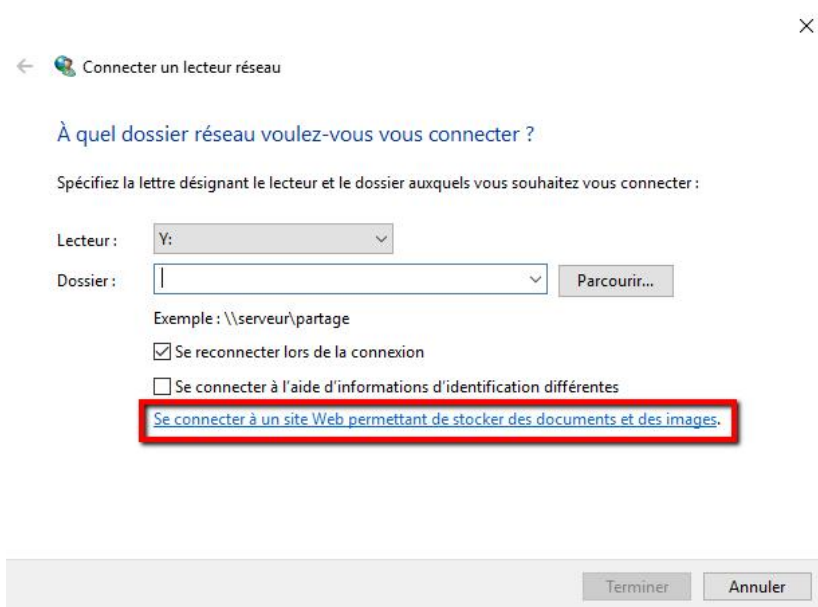 Connecter un lecteur réseau
À quel dossier réseau voulez-vous vous connecter ?
Spécifiez la lettre désignant le lecteur et le dossier auxquels vous souhaitez vous connecter :
Lecteur : Y:
Dossier : Parcourir...
Exemple : \\serveur\partage
Se reconnecter lors de la connexion
Se connecter à l'aide d'informations d'identification différentes
Se connecter à un site Web permettant de stocker des documents et des images.
Terminer Annuler